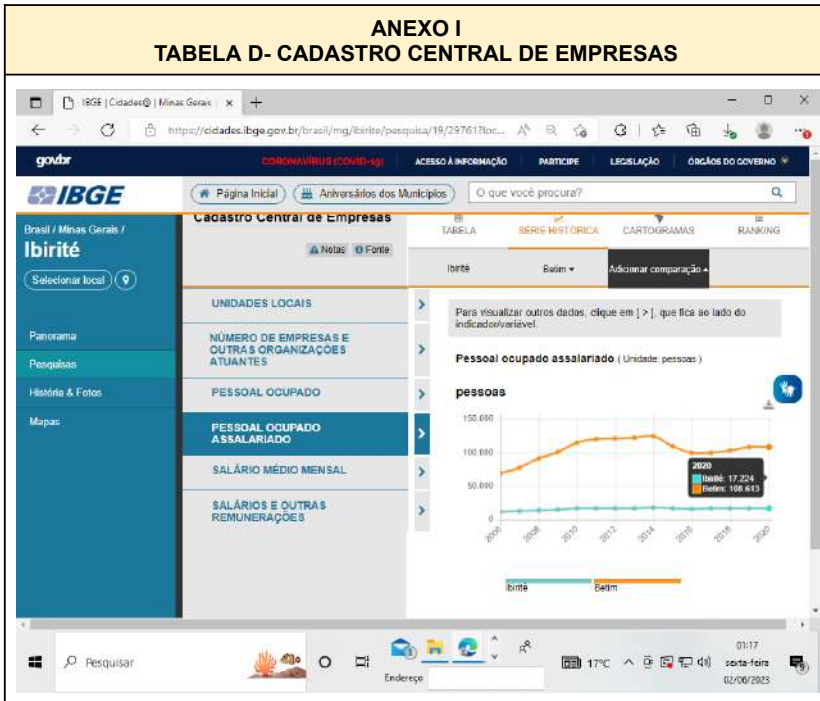 ANEXO I
TABELA D- CADASTRO CENTRAL DE EMPRESAS
IBGE | Cidades@ | Minas Gerais |
https://cidades.ibge.gov.br/brasil/mg/ibirite/pesquisa/19/29761?loc...
govbr
CORONAVÍRUS (COVID-19)
ACESSO À INFORMAÇÃO
PARTICIPE
LEGISLAÇÃO
ÓRGÃOS DO GOVERNO
IBGE
Página Inicial
Aniversários dos Municípios
O que você procura?
Brasil / Minas Gerais /
Ibirité
Selecionar local
Panorama
Pesquisas
História & Fotos
Mapas
Cadastro Central de Empresas
Notas
Fonte
UNIDADES LOCAIS
NÚMERO DE EMPRESAS E
OUTRAS ORGANIZAÇÕES
ATUANTES
PESSOAL OCUPADO
PESSOAL OCUPADO
ASSALARIADO
SALÁRIO MÉDIO MENSAL
SALÁRIOS E OUTRAS
REMUNERAÇÕES
TABELA
SÉRIE HISTÓRICA
CARTOGRAMAS
RANKING
Ibirité
Betim
Adicionar comparação
Para visualizar outros dados, clique em [ > ], que fica ao lado do
indicador/variável.
Pessoal ocupado assalariado ( Unidade: pessoas )
pessoas
150.000
100.000
50.000
0
2020
Ibirité: 17.224
Betim: 108.613
2006
2008
2010
2012
2014
2016
2018
2020
Ibirité
Betim
Pesquisar
Endereço
17°C
01:17
sexta-feira
02/06/2023